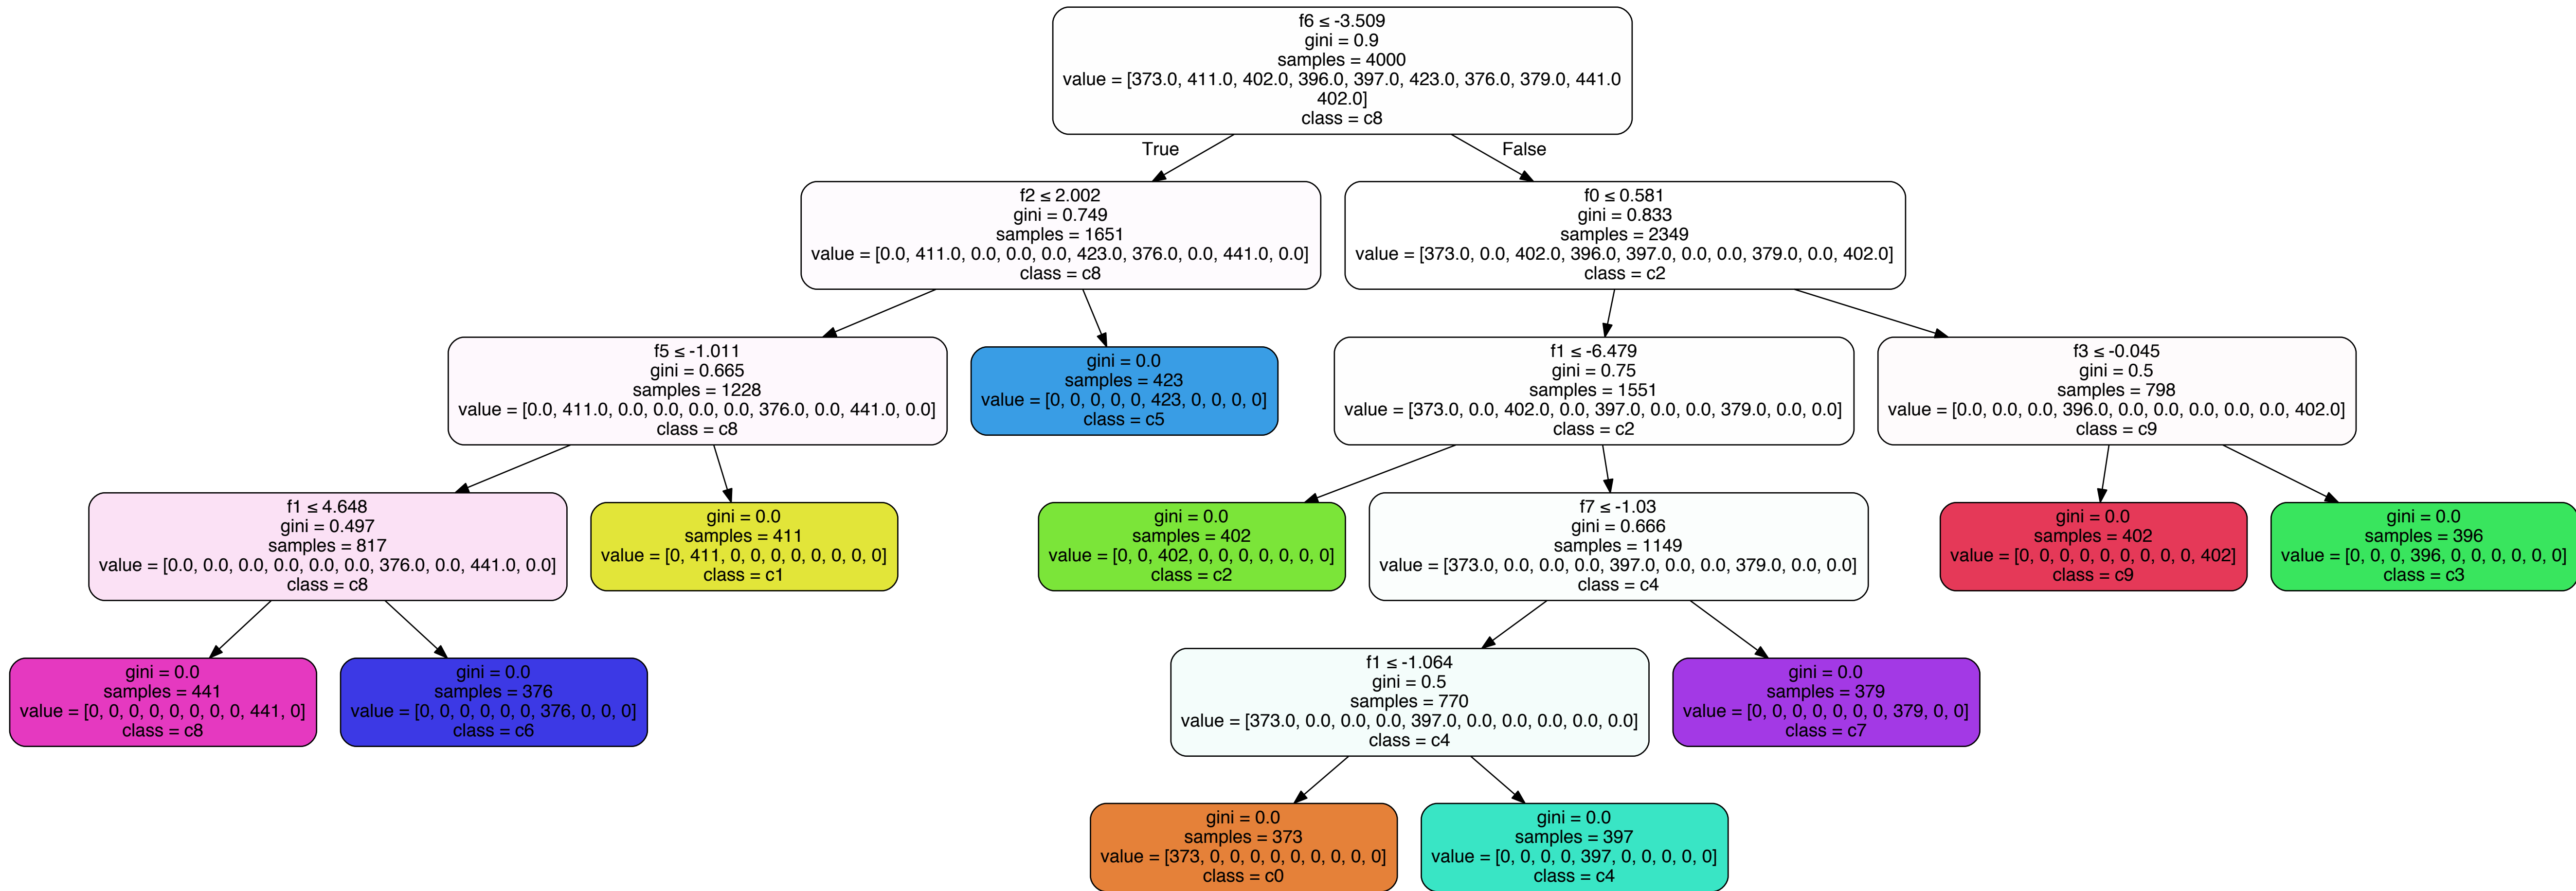 f6 ≤ -3.509
gini = 0.9
samples = 4000
value = [373.0, 411.0, 402.0, 396.0, 397.0, 423.0, 376.0, 379.0, 441.0
402.0]
class = c8
True
False
f2 ≤ 2.002
gini = 0.749
samples = 1651
value = [0.0, 411.0, 0.0, 0.0, 0.0, 423.0, 376.0, 0.0, 441.0, 0.0]
class = c8
f0 ≤ 0.581
gini = 0.833
samples = 2349
value = [373.0, 0.0, 402.0, 396.0, 397.0, 0.0, 0.0, 379.0, 0.0, 402.0]
class = c2
f5 ≤ -1.011
gini = 0.665
samples = 1228
value = [0.0, 411.0, 0.0, 0.0, 0.0, 0.0, 376.0, 0.0, 441.0, 0.0]
class = c8
gini = 0.0
samples = 423
value = [0, 0, 0, 0, 0, 423, 0, 0, 0, 0]
class = c5
f1 ≤ -6.479
gini = 0.75
samples = 1551
value = [373.0, 0.0, 402.0, 0.0, 397.0, 0.0, 0.0, 379.0, 0.0, 0.0]
class = c2
f3 ≤ -0.045
gini = 0.5
samples = 798
value = [0.0, 0.0, 0.0, 396.0, 0.0, 0.0, 0.0, 0.0, 0.0, 402.0]
class = c9
f1 ≤ 4.648
gini = 0.497
samples = 817
value = [0.0, 0.0, 0.0, 0.0, 0.0, 0.0, 376.0, 0.0, 441.0, 0.0]
class = c8
gini = 0.0
samples = 411
value = [0, 411, 0, 0, 0, 0, 0, 0, 0, 0]
class = c1
gini = 0.0
samples = 402
value = [0, 0, 402, 0, 0, 0, 0, 0, 0, 0]
class = c2
f7 ≤ -1.03
gini = 0.666
samples = 1149
value = [373.0, 0.0, 0.0, 0.0, 397.0, 0.0, 0.0, 379.0, 0.0, 0.0]
class = c4
gini = 0.0
samples = 402
value = [0, 0, 0, 0, 0, 0, 0, 0, 0, 402]
class = c9
gini = 0.0
samples = 396
value = [0, 0, 0, 396, 0, 0, 0, 0, 0, 0]
class = c3
gini = 0.0
samples = 441
value = [0, 0, 0, 0, 0, 0, 0, 0, 441, 0]
class = c8
gini = 0.0
samples = 376
value = [0, 0, 0, 0, 0, 0, 376, 0, 0, 0]
class = c6
f1 ≤ -1.064
gini = 0.5
samples = 770
value = [373.0, 0.0, 0.0, 0.0, 397.0, 0.0, 0.0, 0.0, 0.0, 0.0]
class = c4
gini = 0.0
samples = 379
value = [0, 0, 0, 0, 0, 0, 0, 379, 0, 0]
class = c7
gini = 0.0
samples = 373
value = [373, 0, 0, 0, 0, 0, 0, 0, 0, 0]
class = c0
gini = 0.0
samples = 397
value = [0, 0, 0, 0, 397, 0, 0, 0, 0, 0]
class = c4